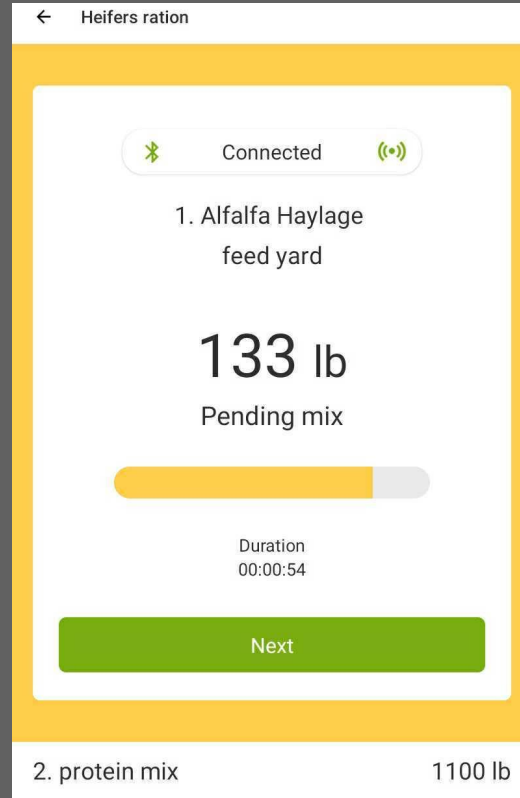 Heifers ration
Connected
1. Alfalfa Haylage
feed yard
133 lb
Pending mix
Duration
00:00:54
Next
2. protein mix 1100 lb